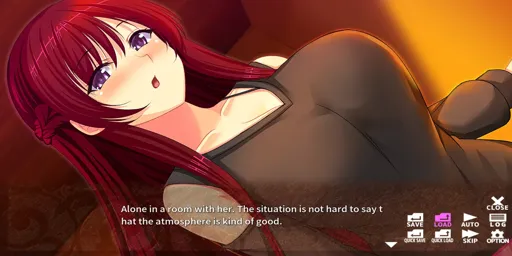 Alone in a room with her. The situation is not hard to say t
hat the atmosphere is kind of good.
CLOSE
SAVE
LOAD
AUTO
LOG
QUICK SAVE
QUICK LOAD
SKIP
OPTION